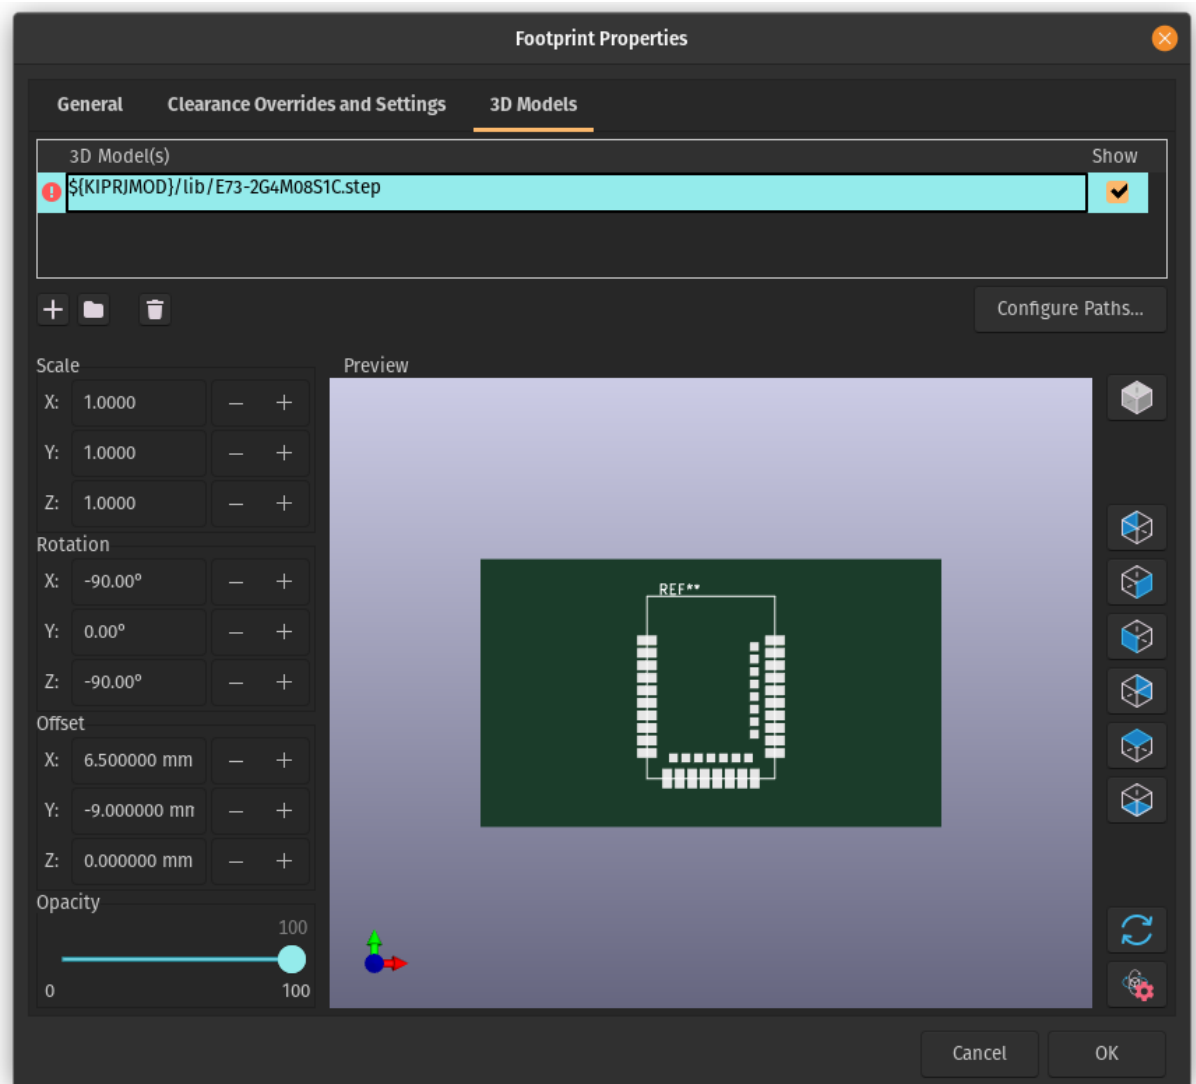 Footprint Properties
General Clearance Overrides and Settings 3D Models
3D Model(s) Show
${KIPRJMOD}/lib/E73-2G4M08S1C.step
Configure Paths...
Scale
X: 1.0000 – +
Y: 1.0000 – +
Z: 1.0000 – +
Rotation
X: -90.00° – +
Y: 0.00° – +
Z: -90.00° – +
Offset
X: 6.500000 mm – +
Y: -9.000000 mm – +
Z: 0.000000 mm – +
Opacity
100
0 100
Preview
REF**
Cancel OK